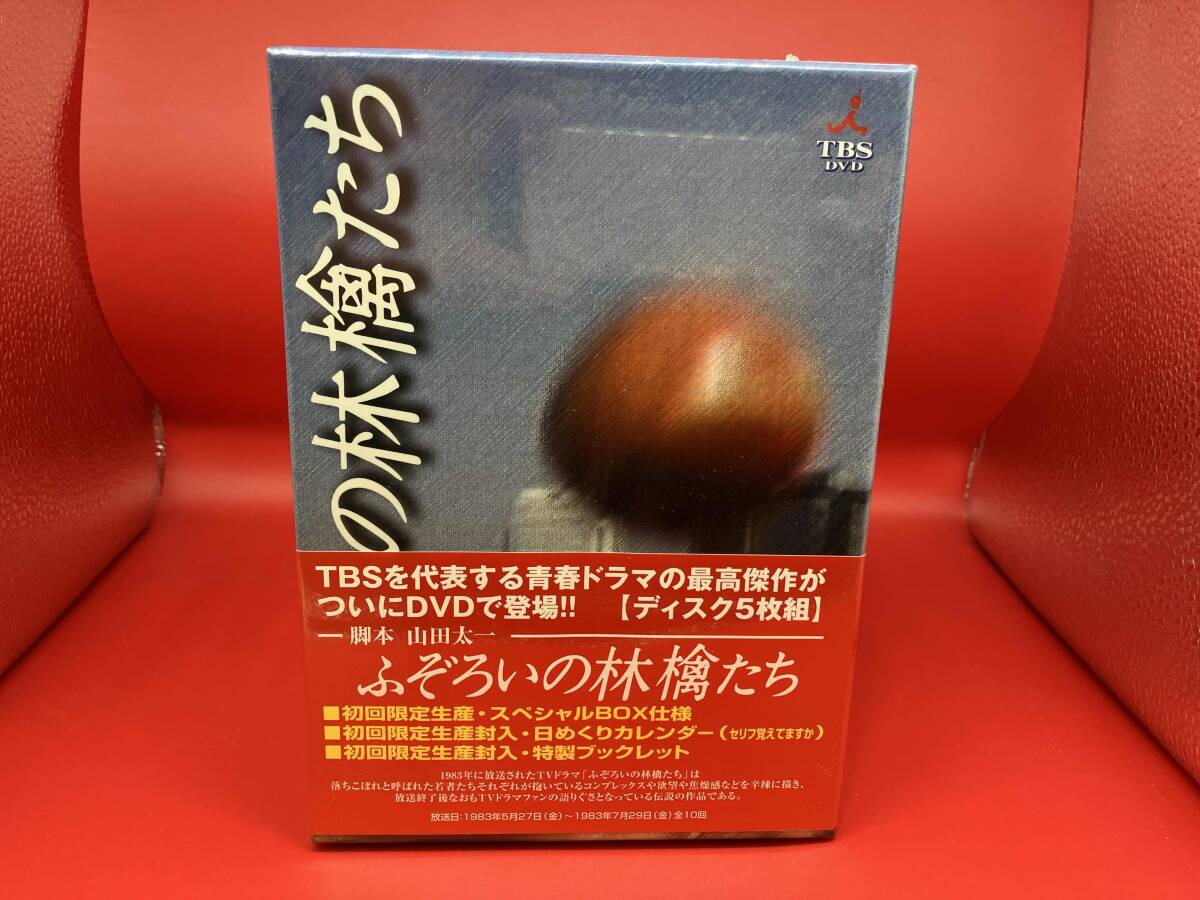 の林檎たち
TBS
DVD
TBSを代表する青春ドラマの最高傑作が
ついにDVDで登場!! 【ディスク5枚組】
脚本 山田太一
ふぞろいの林檎たち
■初回限定生産・スペシャルBOX仕様
■初回限定生産封入・日めくりカレンダー(セリフ覚えてますか)
■初回限定生産封入・特製ブックレット
1983年に放送されたTVドラマ「ふぞろいの林檎たち」は
落ちこぼれと呼ばれた若者たちそれぞれが抱いているコンプレックスや欲望や焦燥感などを辛辣に描き、
放送終了後なおもTVドラマファンの語りぐさとなっている伝説の作品である。
放送日:1983年5月27日(金)～1983年7月29日(金)全10回